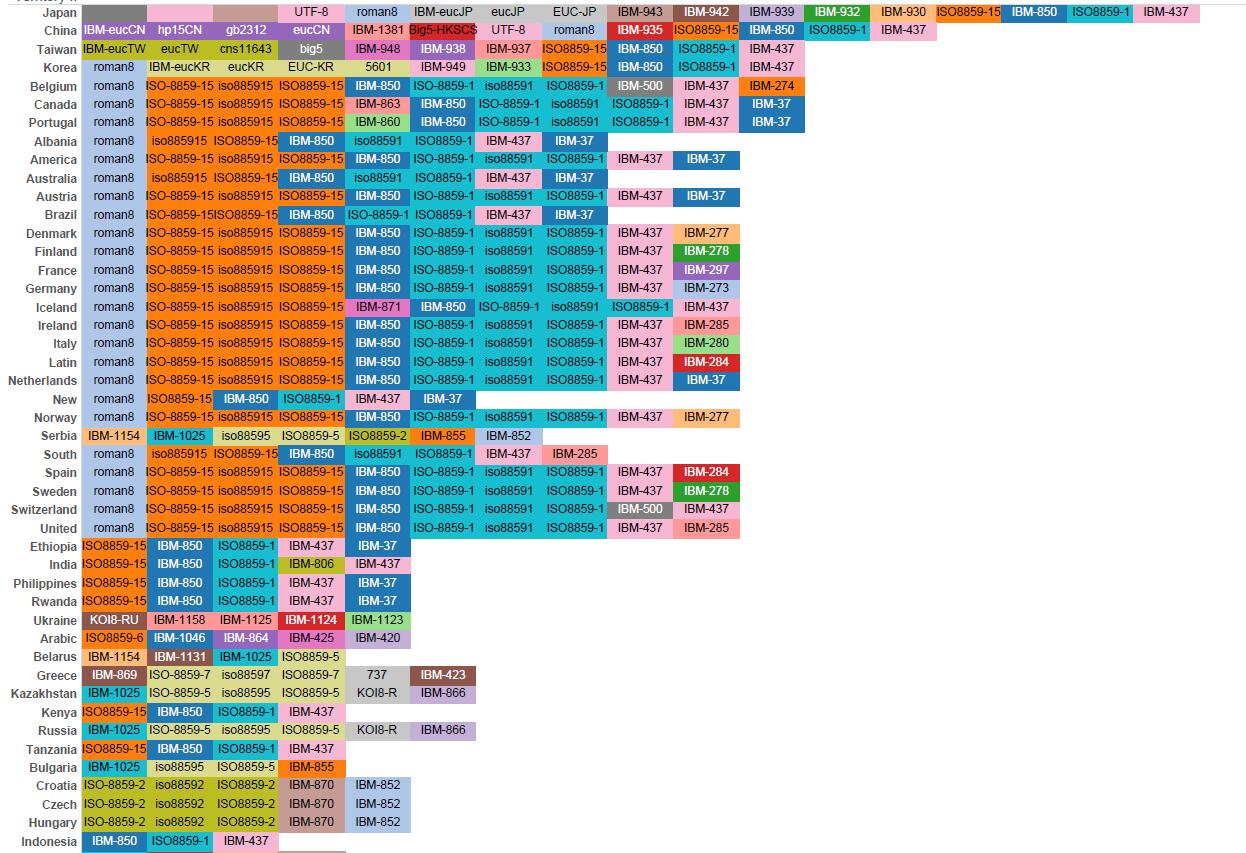 Japan UTF-8 roman8 IBM-eucJP eucJP EUC-JP IBM-943 IBM-942 IBM-939 IBM-932 IBM-930 ISO8859-15 IBM-850 ISO8859-1 IBM-437
China IBM-eucCN hp15CN gb2312 eucCN IBM-1381 Big5-HKSCS UTF-8 roman8 IBM-935 ISO8859-15 IBM-850 ISO8859-1 IBM-437
Taiwan IBM-eucTW eucTW cns11643 big5 IBM-948 IBM-938 IBM-937 ISO8859-15 IBM-850 ISO8859-1 IBM-437
Korea roman8 IBM-eucKR eucKR EUC-KR 5601 IBM-949 IBM-933 ISO8859-15 IBM-850 ISO8859-1 IBM-437
Belgium roman8 ISO-8859-15 iso885915 ISO8859-15 IBM-850 ISO-8859-1 iso88591 ISO8859-1 IBM-500 IBM-437 IBM-274
Canada roman8 ISO-8859-15 iso885915 ISO8859-15 IBM-863 IBM-850 ISO-8859-1 iso88591 ISO8859-1 IBM-437 IBM-37
Portugal roman8 ISO-8859-15 iso885915 ISO8859-15 IBM-860 IBM-850 ISO-8859-1 iso88591 ISO8859-1 IBM-437 IBM-37
Albania roman8 iso885915 ISO8859-15 IBM-850 iso88591 ISO8859-1 IBM-437 IBM-37
America roman8 ISO-8859-15 iso885915 ISO8859-15 IBM-850 ISO-8859-1 iso88591 ISO8859-1 IBM-437 IBM-37
Australia roman8 iso885915 ISO8859-15 IBM-850 iso88591 ISO8859-1 IBM-437 IBM-37
Austria roman8 ISO-8859-15 iso885915 ISO8859-15 IBM-850 ISO-8859-1 iso88591 ISO8859-1 IBM-437 IBM-37
Brazil roman8 ISO-8859-15 ISO8859-15 IBM-850 ISO-8859-1 ISO8859-1 IBM-437 IBM-37
Denmark roman8 ISO-8859-15 iso885915 ISO8859-15 IBM-850 ISO-8859-1 iso88591 ISO8859-1 IBM-437 IBM-277
Finland roman8 ISO-8859-15 iso885915 ISO8859-15 IBM-850 ISO-8859-1 iso88591 ISO8859-1 IBM-437 IBM-278
France roman8 ISO-8859-15 iso885915 ISO8859-15 IBM-850 ISO-8859-1 iso88591 ISO8859-1 IBM-437 IBM-297
Germany roman8 ISO-8859-15 iso885915 ISO8859-15 IBM-850 ISO-8859-1 iso88591 ISO8859-1 IBM-437 IBM-273
Iceland roman8 ISO-8859-15 iso885915 ISO8859-15 IBM-871 IBM-850 ISO-8859-1 iso88591 ISO8859-1 IBM-437
Ireland roman8 ISO-8859-15 iso885915 ISO8859-15 IBM-850 ISO-8859-1 iso88591 ISO8859-1 IBM-437 IBM-285
Italy roman8 ISO-8859-15 iso885915 ISO8859-15 IBM-850 ISO-8859-1 iso88591 ISO8859-1 IBM-437 IBM-280
Latin roman8 ISO-8859-15 iso885915 ISO8859-15 IBM-850 ISO-8859-1 iso88591 ISO8859-1 IBM-437 IBM-284
Netherlands roman8 ISO-8859-15 iso885915 ISO8859-15 IBM-850 ISO-8859-1 iso88591 ISO8859-1 IBM-437 IBM-37
New roman8 ISO8859-15 IBM-850 ISO8859-1 IBM-437 IBM-37
Norway roman8 ISO-8859-15 iso885915 ISO8859-15 IBM-850 ISO-8859-1 iso88591 ISO8859-1 IBM-437 IBM-277
Serbia IBM-1154 IBM-1025 iso88595 ISO8859-5 ISO8859-2 IBM-855 IBM-852
South roman8 iso885915 ISO8859-15 IBM-850 iso88591 ISO8859-1 IBM-437 IBM-285
Spain roman8 ISO-8859-15 iso885915 ISO8859-15 IBM-850 ISO-8859-1 iso88591 ISO8859-1 IBM-437 IBM-284
Sweden roman8 ISO-8859-15 iso885915 ISO8859-15 IBM-850 ISO-8859-1 iso88591 ISO8859-1 IBM-437 IBM-278
Switzerland roman8 ISO-8859-15 iso885915 ISO8859-15 IBM-850 ISO-8859-1 iso88591 ISO8859-1 IBM-500 IBM-437
United roman8 ISO-8859-15 iso885915 ISO8859-15 IBM-850 ISO-8859-1 iso88591 ISO8859-1 IBM-437 IBM-285
Ethiopia ISO8859-15 IBM-850 ISO8859-1 IBM-437 IBM-37
India ISO8859-15 IBM-850 ISO8859-1 IBM-806 IBM-437
Philippines ISO8859-15 IBM-850 ISO8859-1 IBM-437 IBM-37
Rwanda ISO8859-15 IBM-850 ISO8859-1 IBM-437 IBM-37
Ukraine KOI8-RU IBM-1158 IBM-1125 IBM-1124 IBM-1123
Arabic ISO8859-6 IBM-1046 IBM-864 IBM-425 IBM-420
Belarus IBM-1154 IBM-1131 IBM-1025 ISO8859-5
Greece IBM-869 ISO-8859-7 iso88597 ISO8859-7 737 IBM-423
Kazakhstan IBM-1025 ISO-8859-5 iso88595 ISO8859-5 KOI8-R IBM-866
Kenya ISO8859-15 IBM-850 ISO8859-1 IBM-437
Russia IBM-1025 ISO-8859-5 iso88595 ISO8859-5 KOI8-R IBM-866
Tanzania ISO8859-15 IBM-850 ISO8859-1 IBM-437
Bulgaria IBM-1025 iso88595 ISO8859-5 IBM-855
Croatia ISO-8859-2 iso88592 ISO8859-2 IBM-870 IBM-852
Czech ISO-8859-2 iso88592 ISO8859-2 IBM-870 IBM-852
Hungary ISO-8859-2 iso88592 ISO8859-2 IBM-870 IBM-852
Indonesia IBM-850 ISO8859-1 IBM-437